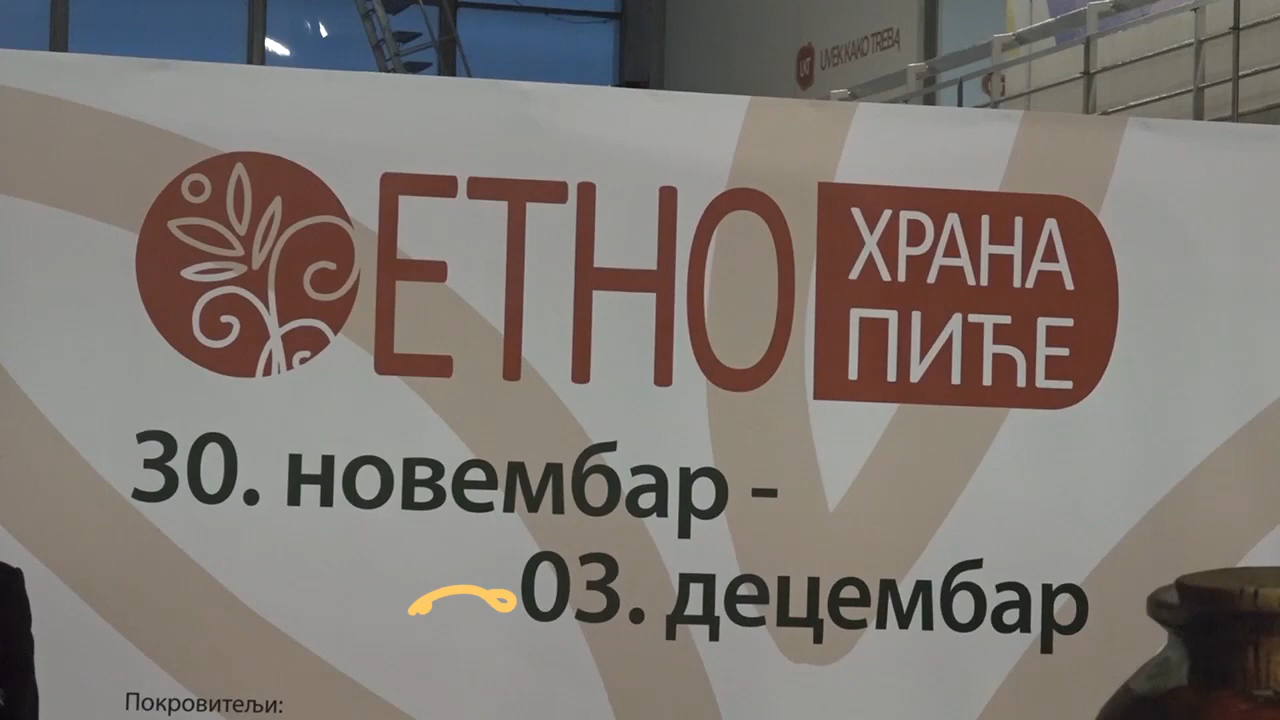 UVEK KAKO TREBA
ЕТНО
ХРАНА
ПИЋЕ
30. новембар -
03. децембар
Покровитељи: